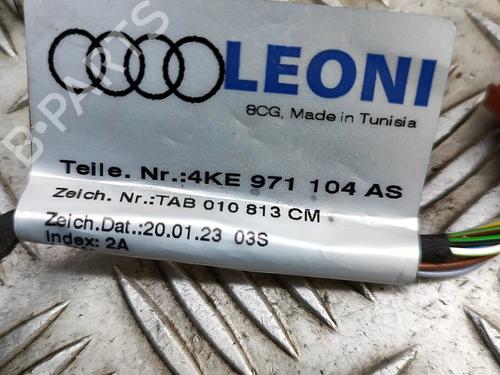 LEONI
8CG, Made in Tunisia
Teile. Nr.:4KE 971 104 AS
Zeich. Nr.:TAB 010 813 CM
Zeich.Dat.:20.01.23 03S
Index: 2A
B-PARTS